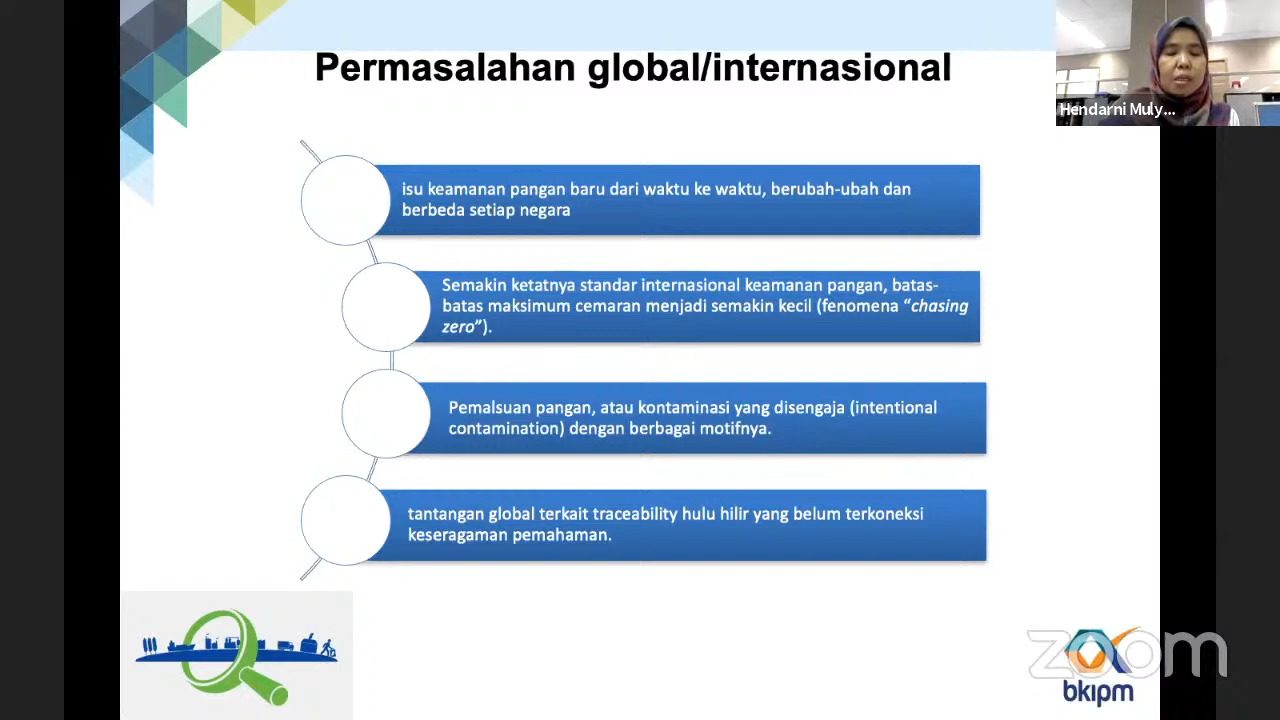 Permasalahan global/internasional
Hendarni Muly...
isu keamanan pangan baru dari waktu ke waktu, berubah-ubah dan
berbeda setiap negara
Semakin ketatnya standar internasional keamanan pangan, batas-
batas maksimum cemaran menjadi semakin kecil (fenomena “chasing
zero”).
Pemalsuan pangan, atau kontaminasi yang disengaja (intentional
contamination) dengan berbagai motifnya.
tantangan global terkait traceability hulu hilir yang belum terkoneksi
keseragaman pemahaman.
zoom
bkipm